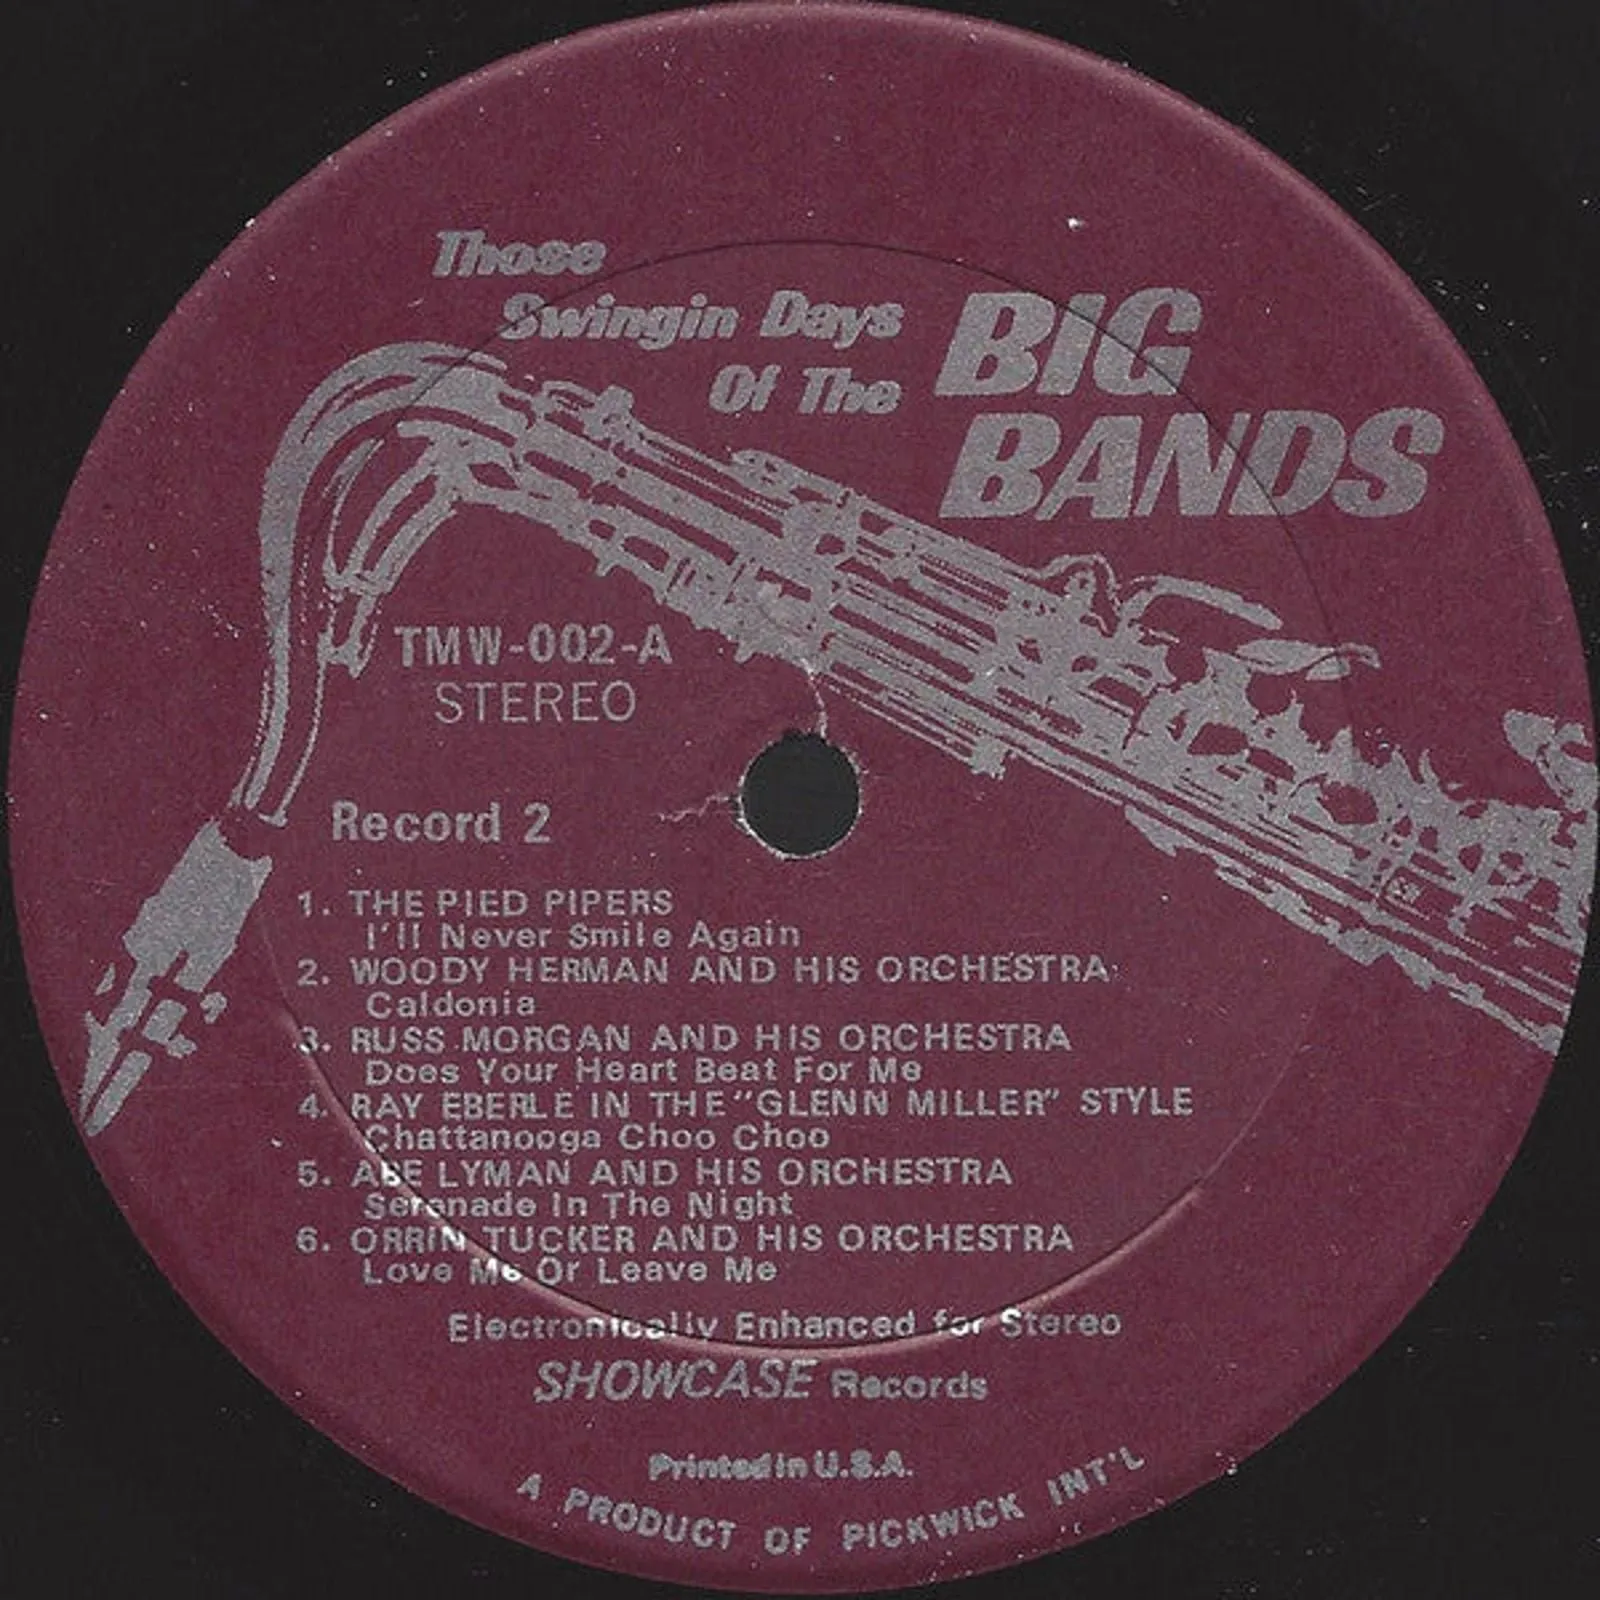 Those
Swingin Days
Of The
BIG
BANDS
TMW-002-A
STEREO
Record 2
1. THE PIED PIPERS
I'll Never Smile Again
2. WOODY HERMAN AND HIS ORCHESTRA
Caldonia
3. RUSS MORGAN AND HIS ORCHESTRA
Does Your Heart Beat For Me
4. RAY EBERLE IN THE "GLENN MILLER" STYLE
Chattanooga Choo Choo
5. ABE LYMAN AND HIS ORCHESTRA
Serenade In The Night
6. ORRIN TUCKER AND HIS ORCHESTRA
Love Me Or Leave Me
Electronically Enhanced for Stereo
SHOWCASE Records
Printed in U.S.A.
A PRODUCT OF PICKWICK INT'L